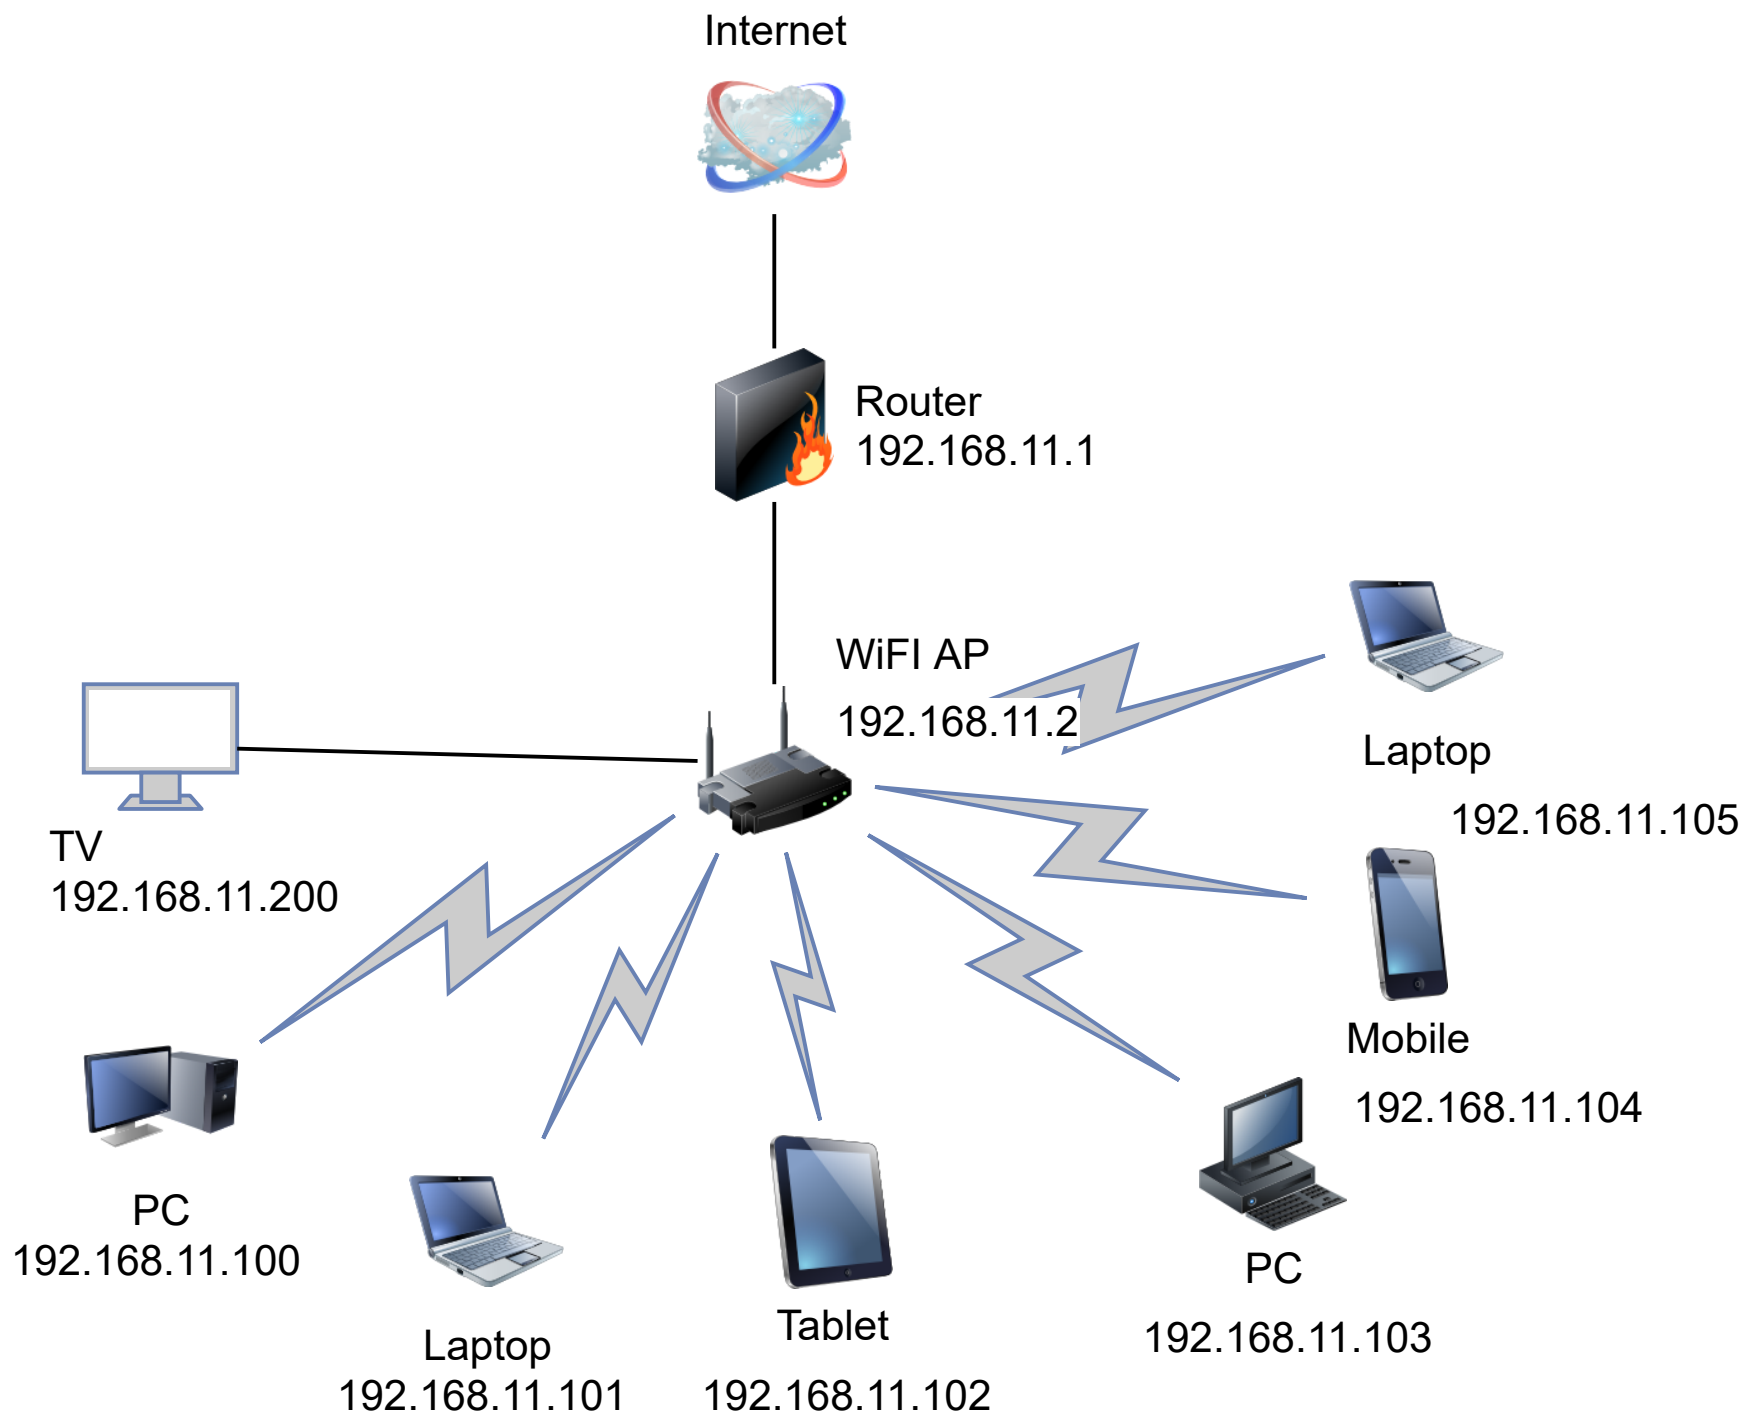 Internet
Router
192.168.11.1
WiFI AP
192.168.11.2
Laptop
192.168.11.105
TV
192.168.11.200
Mobile
192.168.11.104
PC
192.168.11.100
PC
192.168.11.103
Tablet
192.168.11.102
Laptop
192.168.11.101